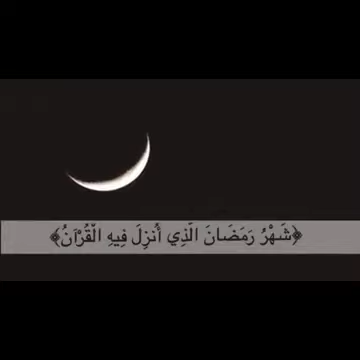 ﴿شَهْرُ رَمَضَانَ الَّذِي أُنزِلَ فِيهِ الْقُرْآنُ﴾